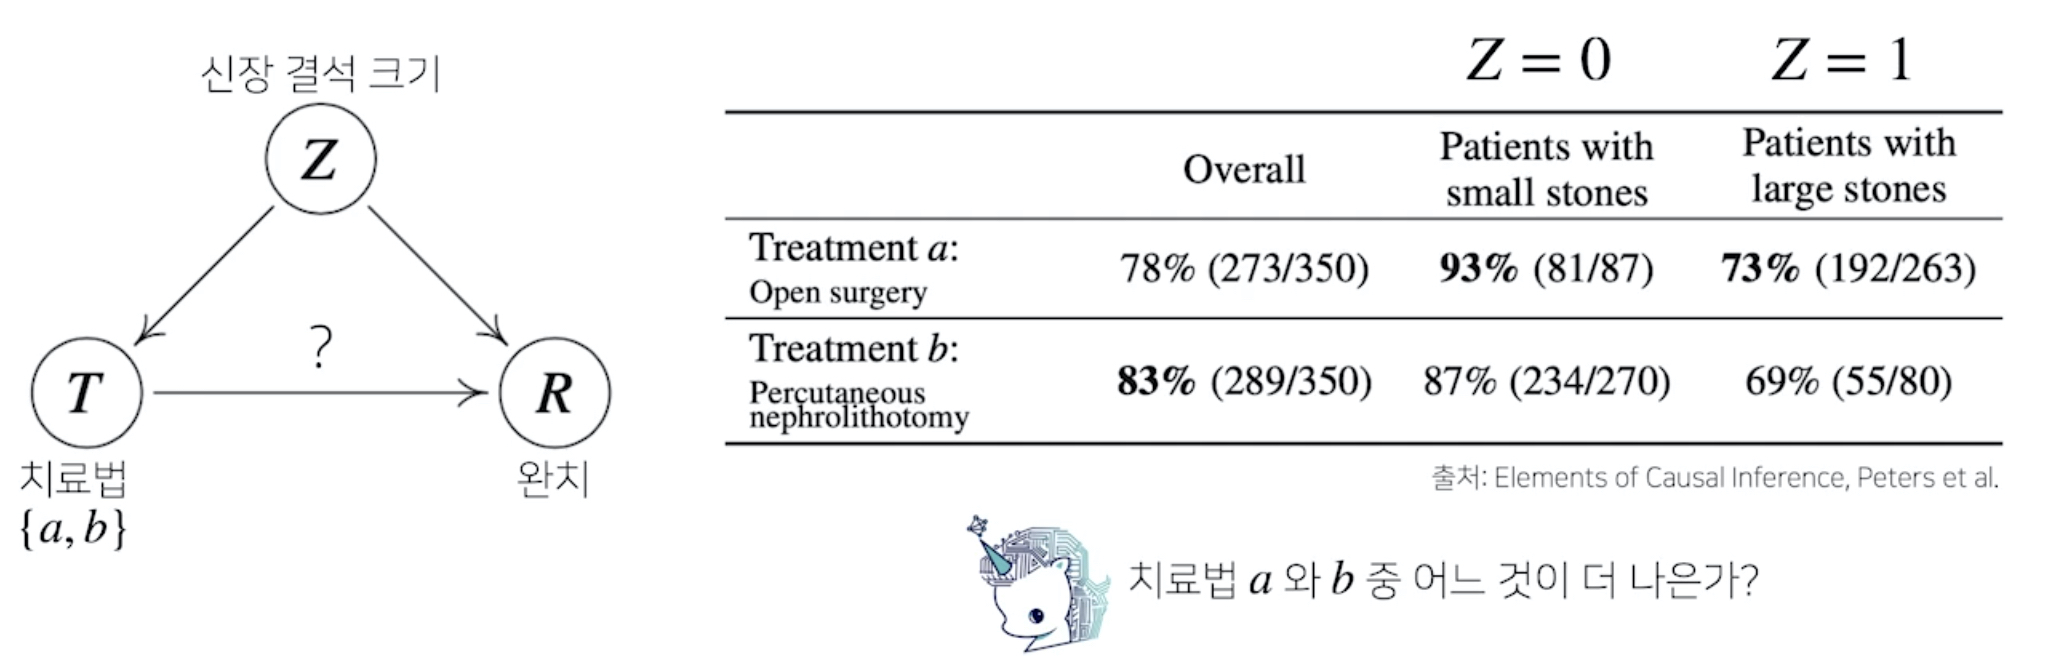 신장 결석 크기
Z
?
T
R
치료법
{a, b}
완치
Z = 0
Z = 1
Overall
Patients with small stones
Patients with large stones
Treatment a:
Open surgery
78% (273/350)
93% (81/87)
73% (192/263)
Treatment b:
Percutaneous
nephrolithotomy
83% (289/350)
87% (234/270)
69% (55/80)
출처: Elements of Causal Inference, Peters et al.
치료법 a 와 b 중 어느 것이 더 나은가?